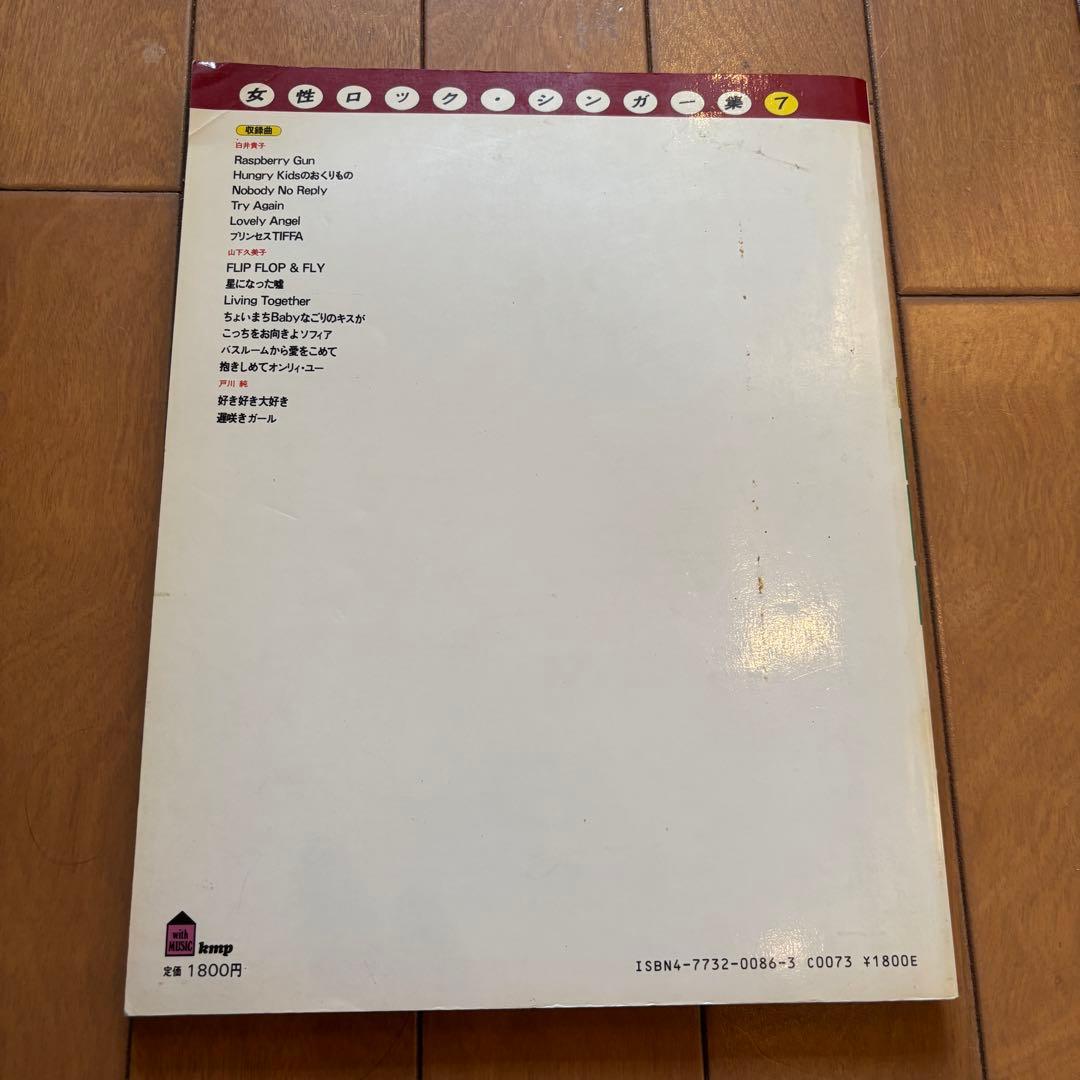 女性ロック・シンガー集7
収録曲
白井貴子
Raspberry Gun
Hungry Kidsのおくりもの
Nobody No Reply
Try Again
Lovely Angel
プリンセスTIFFA
山下久美子
FLIP FLOP & FLY
星になった嘘
Living Together
ちょいまちBabyなごりのキスが
こっちをお向きよソフィア
バスルームから愛をこめて
抱きしめてオンリィ・ユー
戸川 純
好き好き大好き
遅咲きガール
with
MUSIC kmp
定価 1800円
ISBN4-7732-0086-3 C0073 ¥1800E